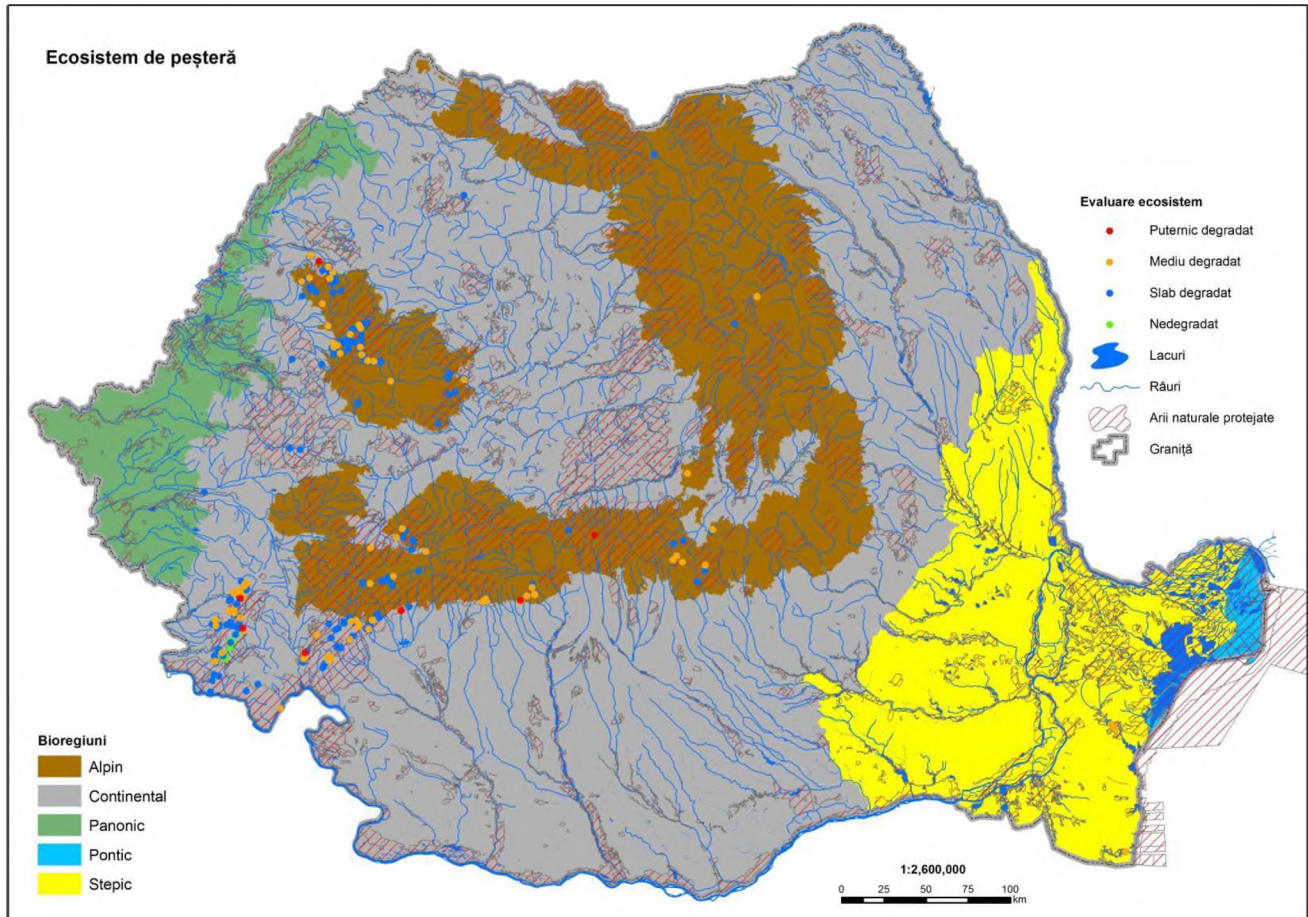 Ecosistem de peșteră
Evaluare ecosistem
Puternic degradat
Mediu degradat
Slab degradat
Nedegradat
Lacuri
Râuri
Arii naturale protejate
Graniță
Bioregiuni
Alpin
Continental
Panonic
Pontic
Stepic
1:2,600,000
0 25 50 75 100
km